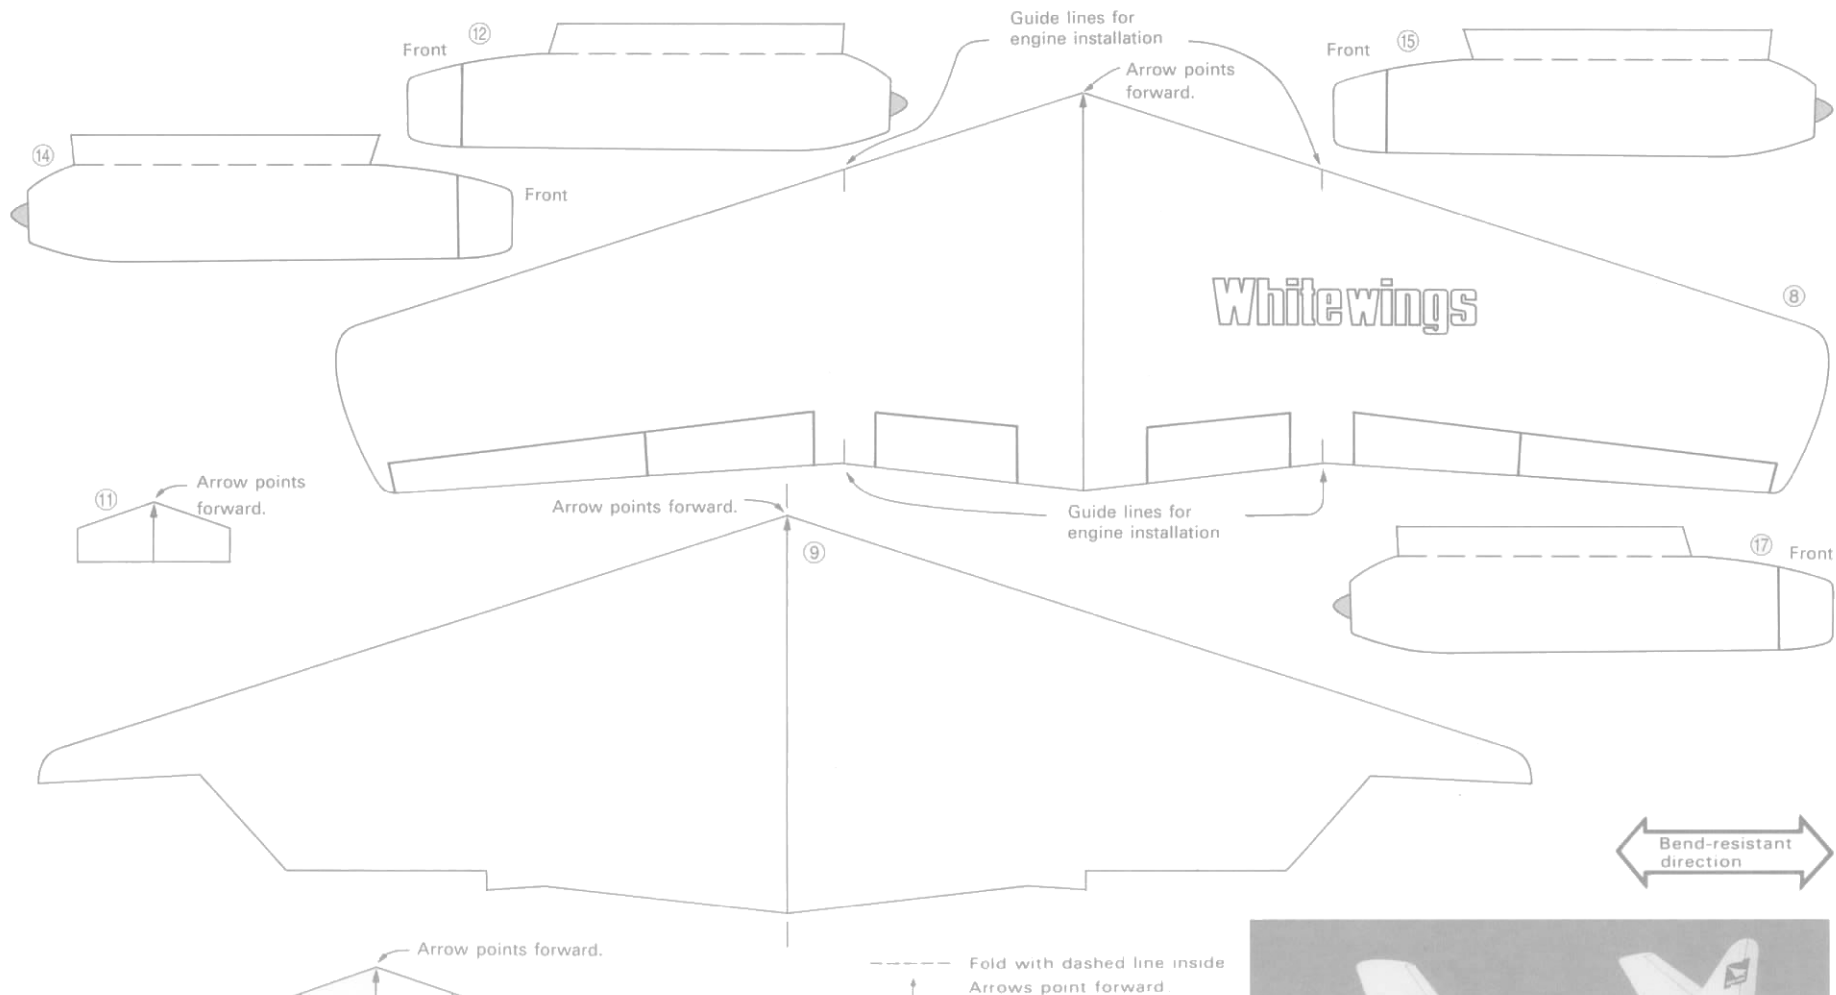 Guide lines for
engine installation
Front ⑫
Front ⑮
Arrow points
forward.
⑭
Front
Whitewings
⑧
Arrow points
forward.
⑪
Arrow points forward.
Guide lines for
engine installation
⑨
⑰ Front
Bend-resistant
direction
Arrow points forward.
Fold with dashed line inside
Arrows point forward